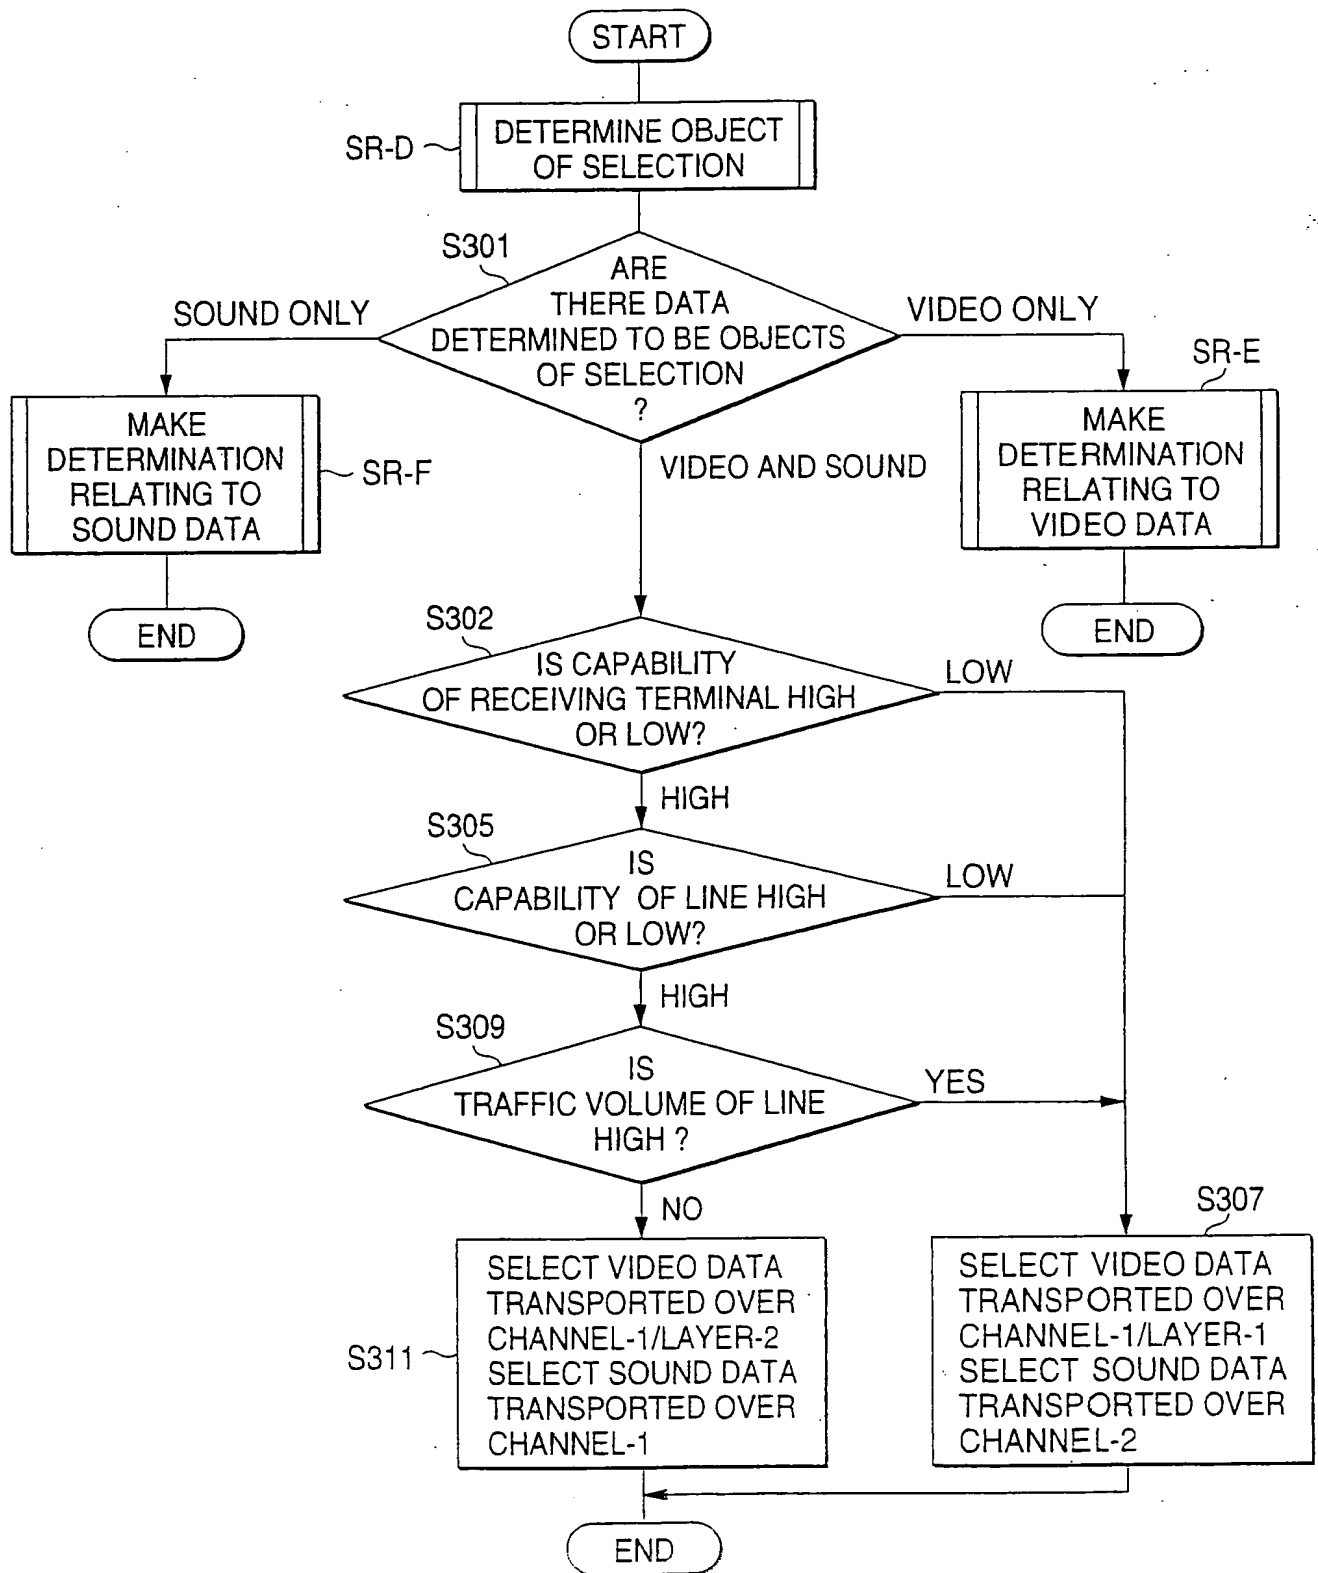 START
SR-D
DETERMINE OBJECT
OF SELECTION
S301
ARE
THERE DATA
DETERMINED TO BE OBJECTS
OF SELECTION
?
SOUND ONLY
VIDEO ONLY
VIDEO AND SOUND
MAKE
DETERMINATION
RELATING TO
SOUND DATA
SR-F
END
SR-E
MAKE
DETERMINATION
RELATING TO
VIDEO DATA
END
S302
IS CAPABILITY
OF RECEIVING TERMINAL HIGH
OR LOW?
LOW
HIGH
S305
IS
CAPABILITY OF LINE HIGH
OR LOW?
LOW
HIGH
S309
IS
TRAFFIC VOLUME OF LINE
HIGH ?
YES
NO
S311
SELECT VIDEO DATA
TRANSPORTED OVER
CHANNEL-1/LAYER-2
SELECT SOUND DATA
TRANSPORTED OVER
CHANNEL-1
S307
SELECT VIDEO DATA
TRANSPORTED OVER
CHANNEL-1/LAYER-1
SELECT SOUND DATA
TRANSPORTED OVER
CHANNEL-2
END